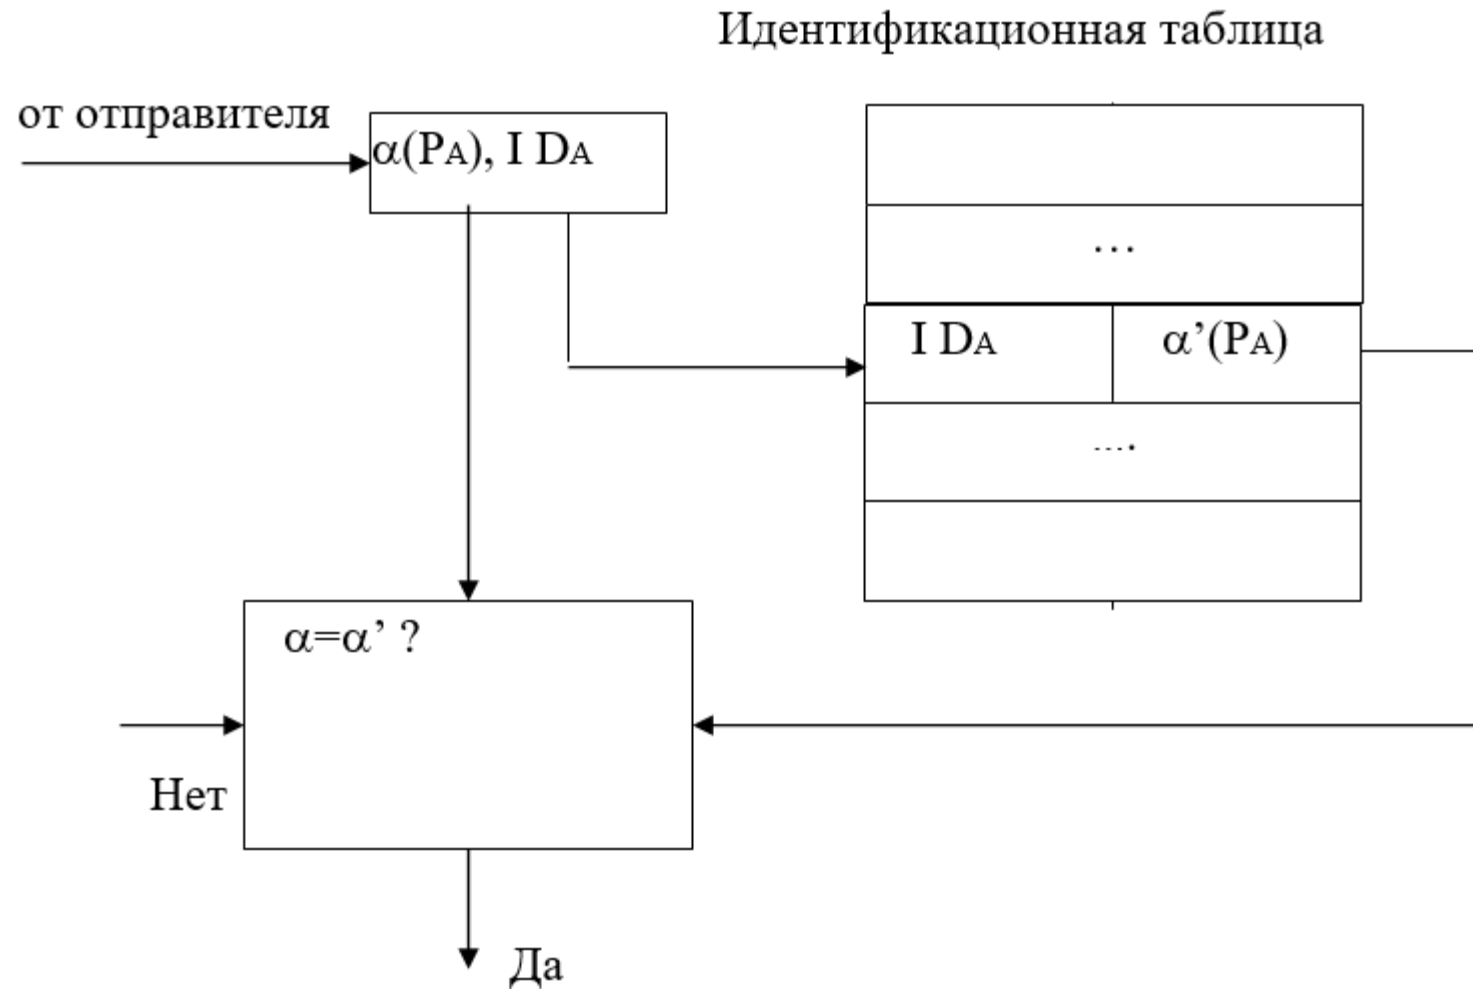 Идентификационная таблица
от отправителя
α(PA), I DA
…
I DA
α’(PA)
….
α=α’ ?
Нет
Да